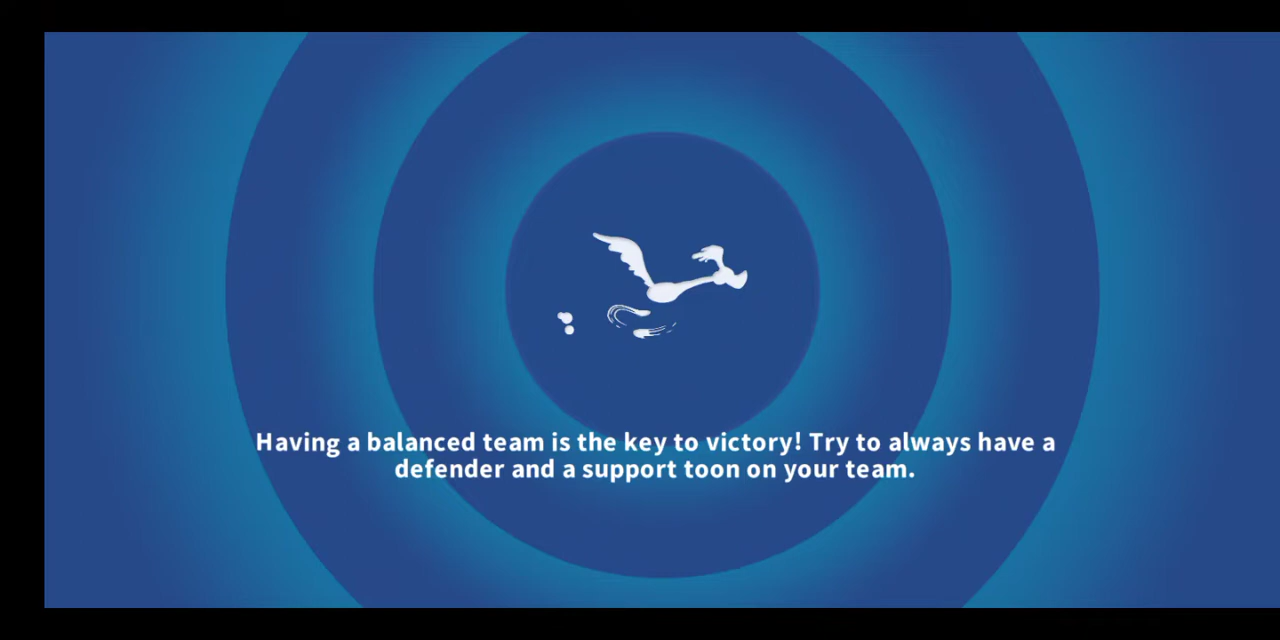 Having a balanced team is the key to victory! Try to always have a
defender and a support toon on your team.